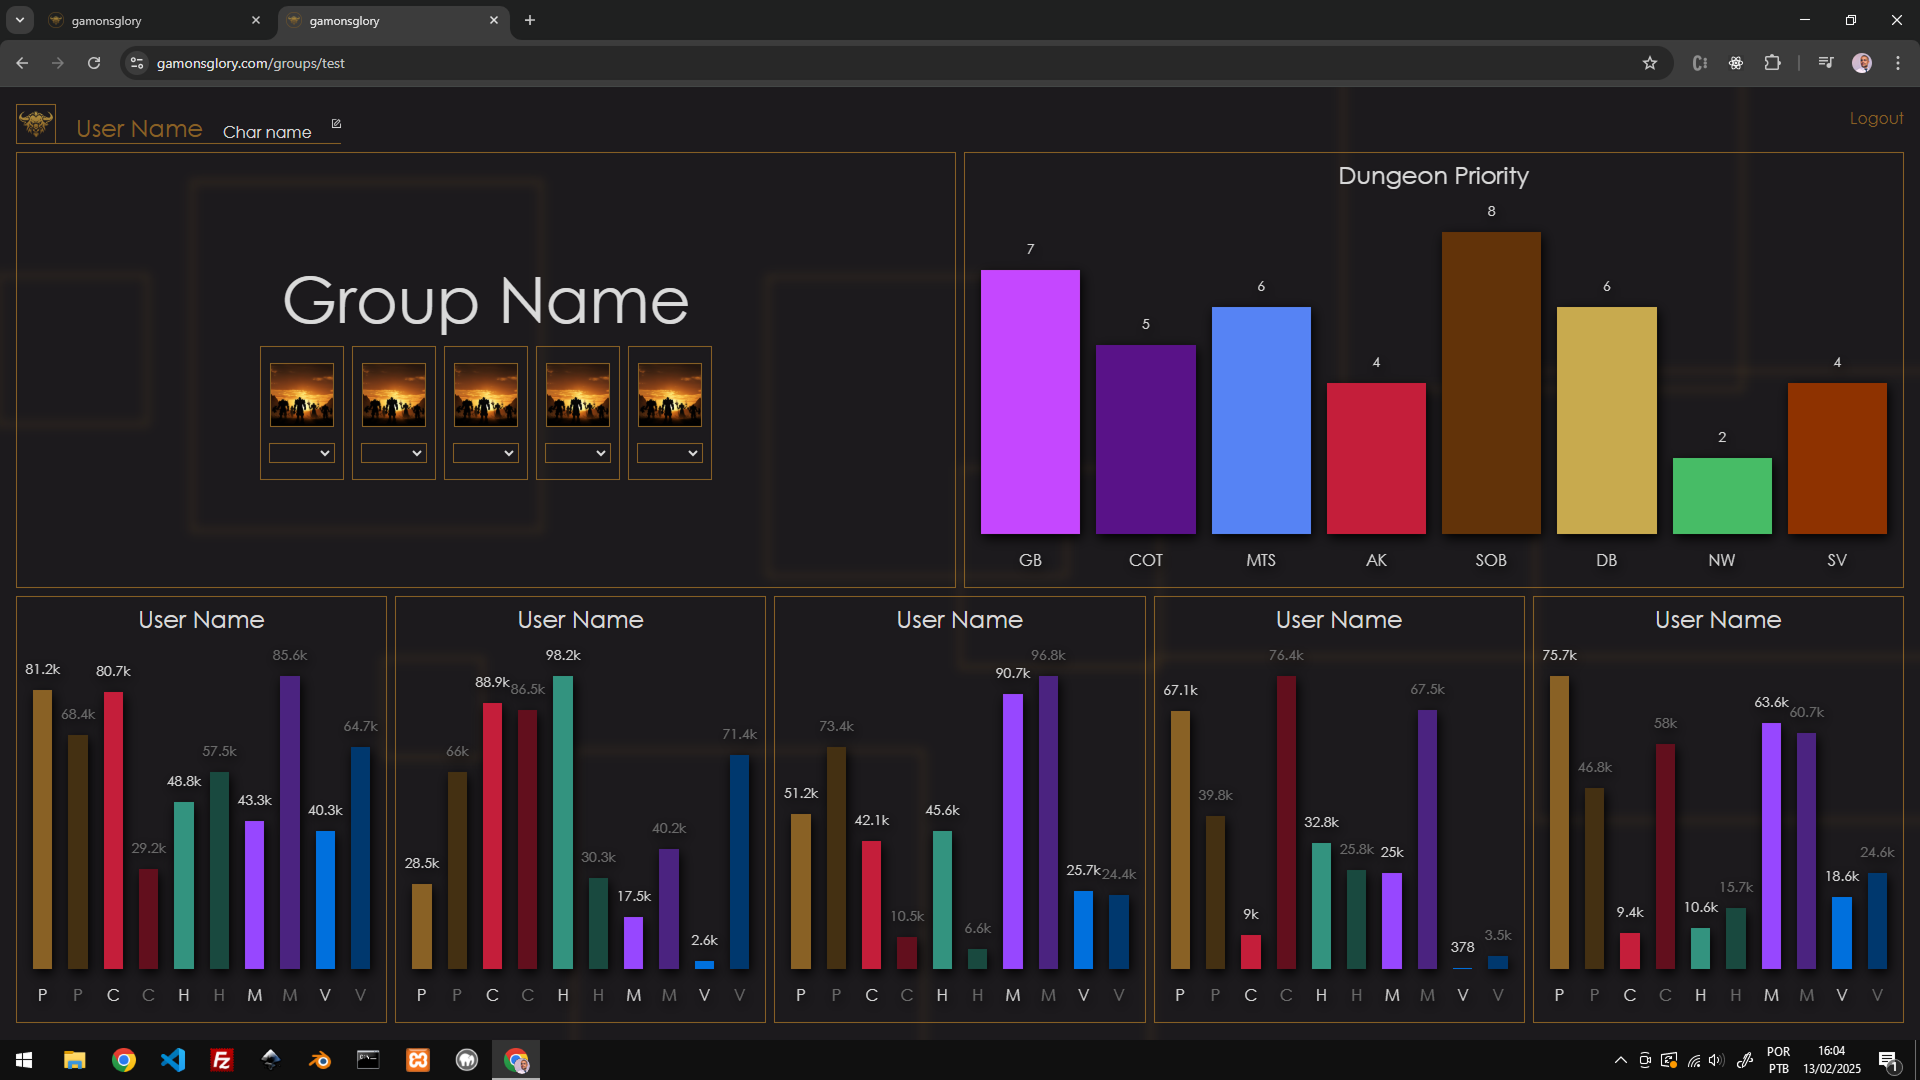 gamonsglory
gamonsglory
gamonsglory.com/groups/test
User Name
Char name
Logout
Group Name
Dungeon Priority
7
5
6
4
8
6
2
4
GB COT MTS AK SOB DB NW SV
User Name
81.2k 68.4k 80.7k 29.2k 48.8k 57.5k 43.3k 85.6k 40.3k 64.7k
P P C C H H M M V V
User Name
28.5k 66k 88.9k 86.5k 98.2k 30.3k 17.5k 40.2k 2.6k 71.4k
P P C C H H M M V V
User Name
51.2k 73.4k 42.1k 10.5k 45.6k 6.6k 90.7k 96.8k 25.7k 24.4k
P P C C H H M M V V
User Name
67.1k 39.8k 9k 76.4k 32.8k 25.8k 25k 67.5k 378 3.5k
P P C C H H M M V V
User Name
75.7k 46.8k 9.4k 58k 10.6k 15.7k 63.6k 60.7k 18.6k 24.6k
P P C C H H M M V V
POR
PTB
16:04
13/02/2025
1